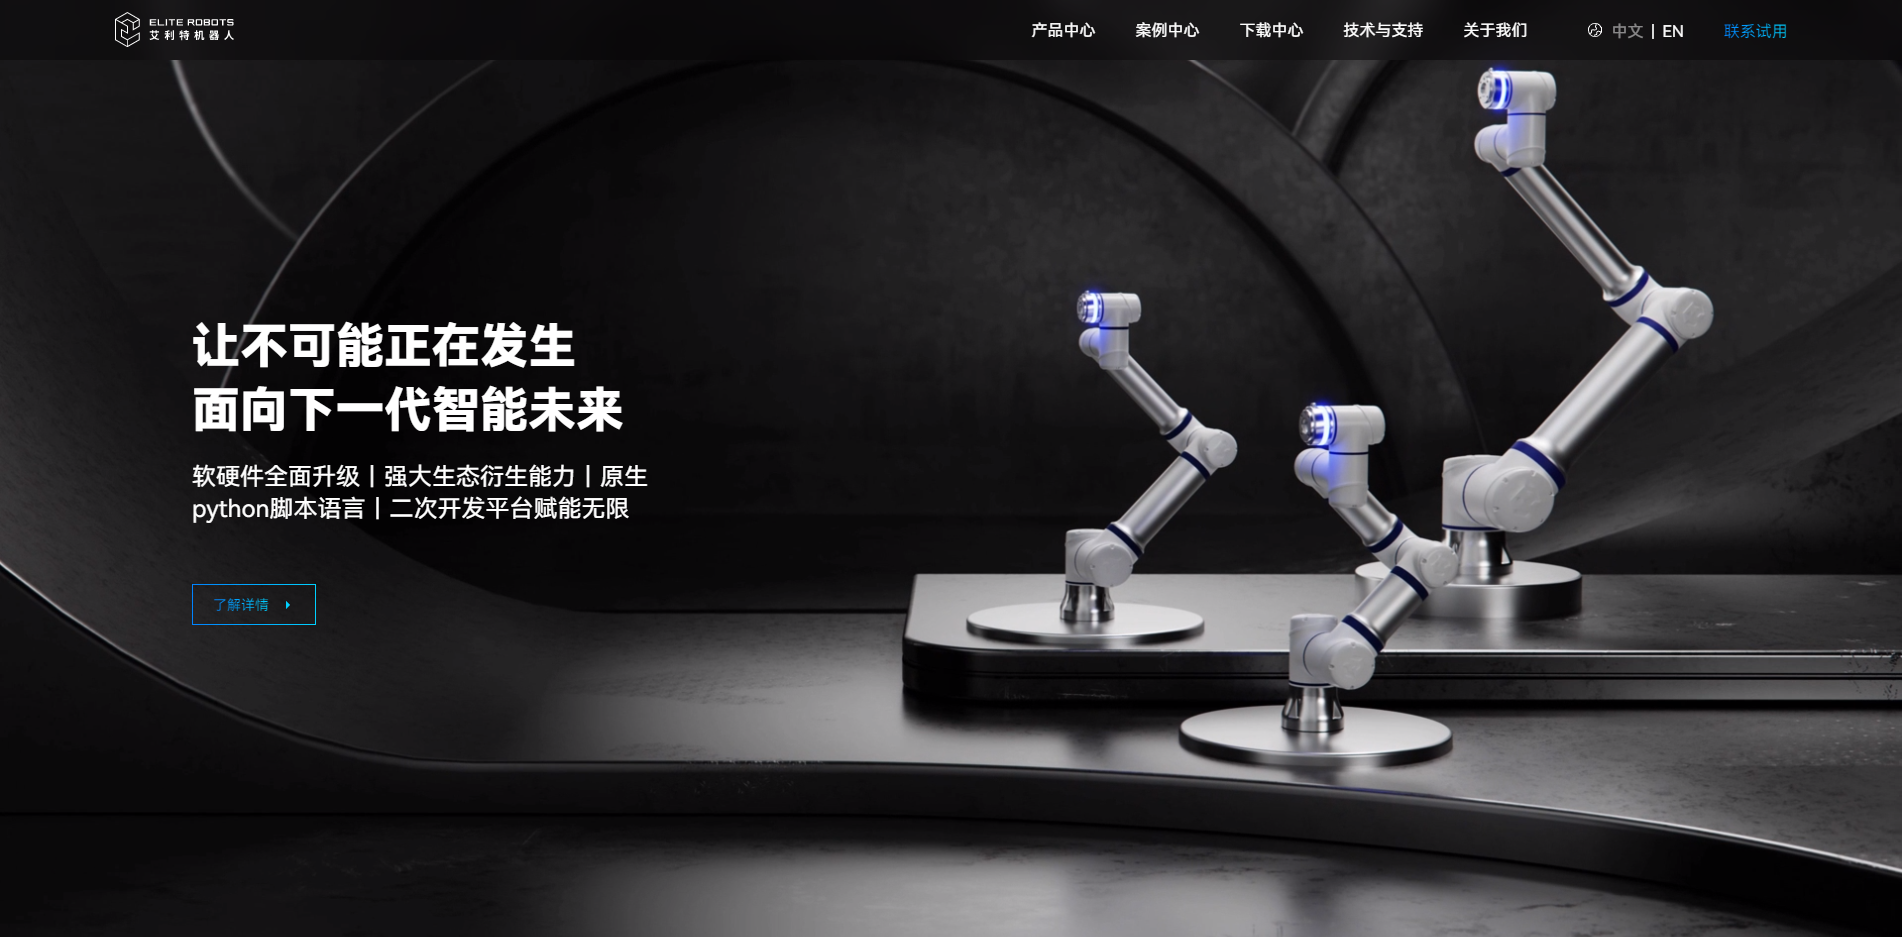 ELITE ROBOTS
艾利特机器人
产品中心 案例中心 下载中心 技术与支持 关于我们 中文 | EN 联系试用
让不可能正在发生
面向下一代智能未来
软硬件全面升级丨强大生态衍生能力丨原生
python脚本语言丨二次开发平台赋能无限
了解详情